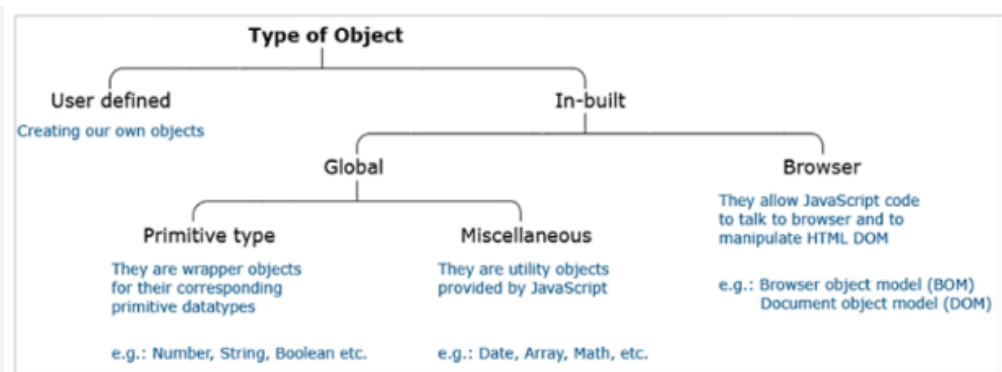 Type of Object
User defined
In-built
Creating our own objects
Global
Browser
They allow JavaScript code
to talk to browser and to
manipulate HTML DOM
e.g.: Browser object model (BOM)
Document object model (DOM)
Primitive type
Miscellaneous
They are wrapper objects
for their corresponding
primitive datatypes
e.g.: Number, String, Boolean etc.
They are utility objects
provided by JavaScript
e.g.: Date, Array, Math, etc.